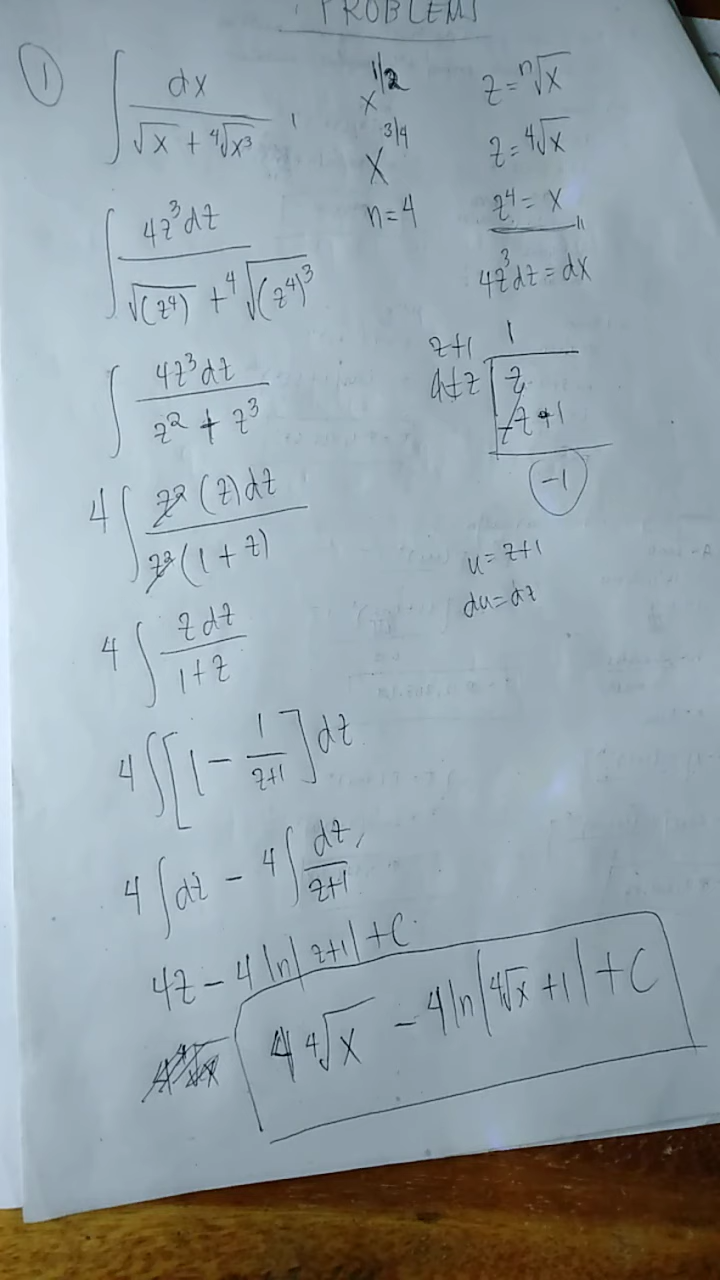 PROBLEMS
① ∫ dx / (√x + ⁴√x³)
x^1/2
x^3/4
n=4
z = ⁿ√x
z = ⁴√x
z⁴ = x
4z³dz = dx
∫ 4z³dz / (√(z⁴) + ⁴√(z⁴)³)
∫ 4z³dz / (z² + z³)
z+1
1
z
-z+1
-1
4 ∫ z²(z)dz / z²(1+z)
u = z+1
du = dz
4 ∫ zdz / 1+z
4 ∫ [1 - 1/(z+1)] dz
4 ∫ dz - 4 ∫ dz/(z+1)
4z - 4 ln|z+1| + C
4 ⁴√x - 4 ln|⁴√x + 1| + C